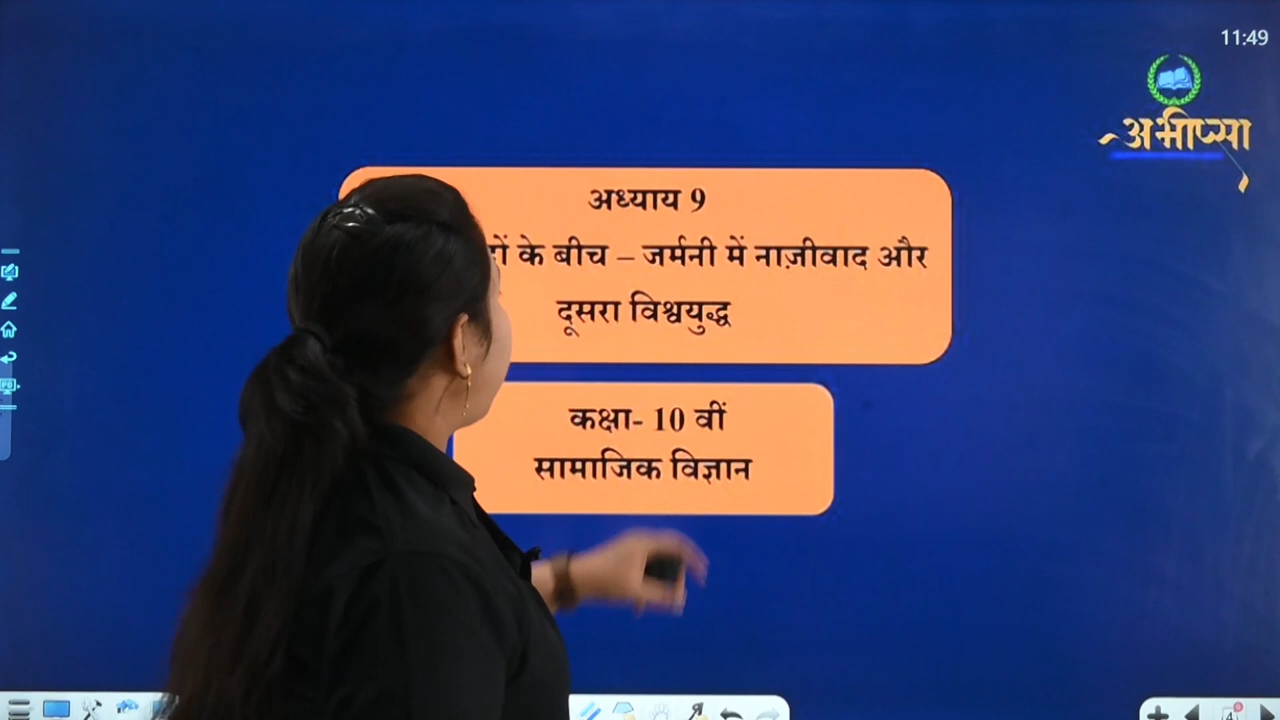 11:49
अभीप्सा
अध्याय 9
के बीच – जर्मनी में नाज़ीवाद और
दूसरा विश्वयुद्ध
कक्षा- 10 वीं
सामाजिक विज्ञान